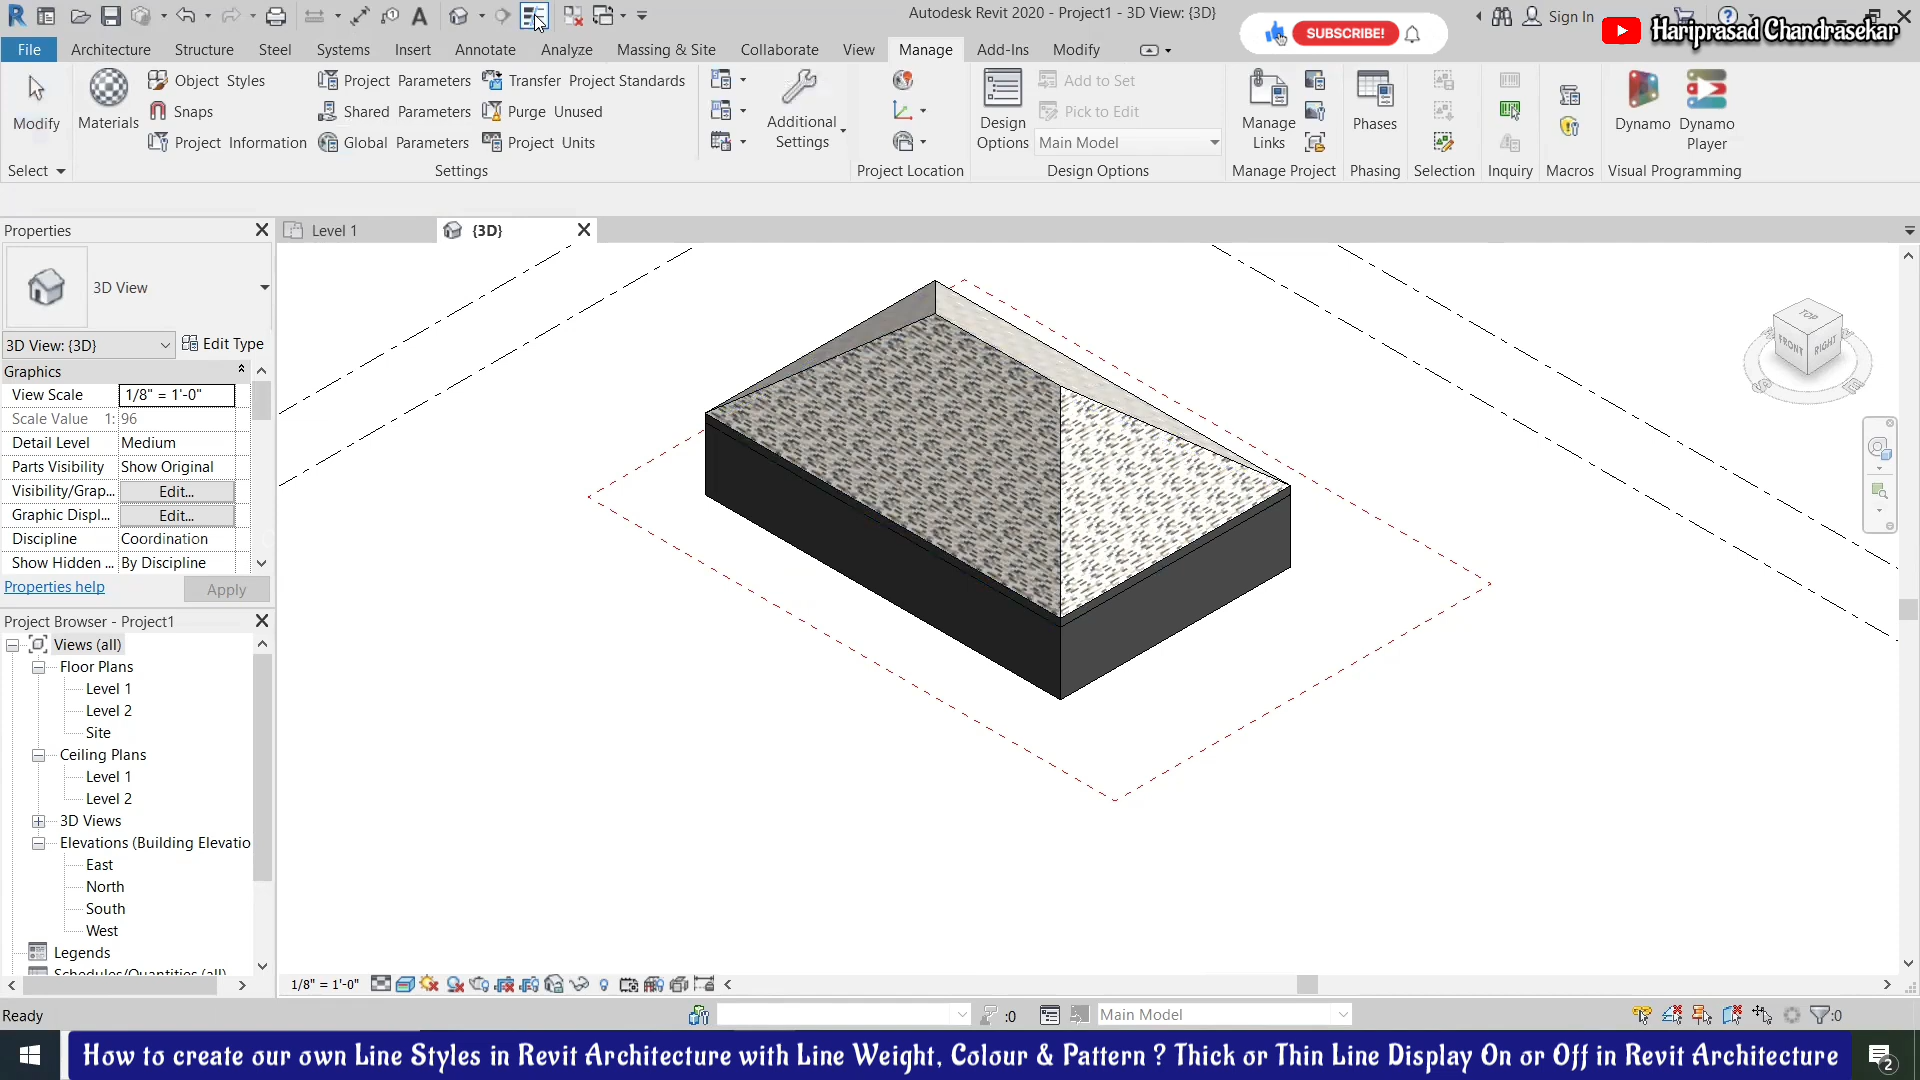 Autodesk Revit 2020 - Project1 - 3D View: {3D}
Sign In
SUBSCRIBE!
Hariprasad Chandrasekar
File Architecture Structure Steel Systems Insert Annotate Analyze Massing & Site Collaborate View Manage Add-Ins Modify
Modify
Materials
Object Styles
Snaps
Project Information
Project Parameters
Shared Parameters
Global Parameters
Transfer Project Standards
Purge Unused
Project Units
Additional
Settings
Design
Options
Add to Set
Pick to Edit
Main Model
Manage
Links
Phases
Dynamo
Dynamo
Player
Select
Settings
Project Location
Design Options
Manage Project
Phasing
Selection
Inquiry
Macros
Visual Programming
Properties
3D View
3D View: {3D}
Edit Type
Graphics
View Scale 1/8" = 1'-0"
Scale Value 1: 96
Detail Level Medium
Parts Visibility Show Original
Visibility/Grap... Edit...
Graphic Displ... Edit...
Discipline Coordination
Show Hidden ... By Discipline
Properties help
Apply
Project Browser - Project1
Views (all)
Floor Plans
Level 1
Level 2
Site
Ceiling Plans
Level 1
Level 2
3D Views
Elevations (Building Elevatio
East
North
South
West
Legends
Schedules/Quantities (all)
Level 1
{3D}
TOP
FRONT
RIGHT
1/8" = 1'-0"
Ready
:0
Main Model
:0
How to create our own Line Styles in Revit Architecture with Line Weight, Colour & Pattern ? Thick or Thin Line Display On or Off in Revit Architecture
2